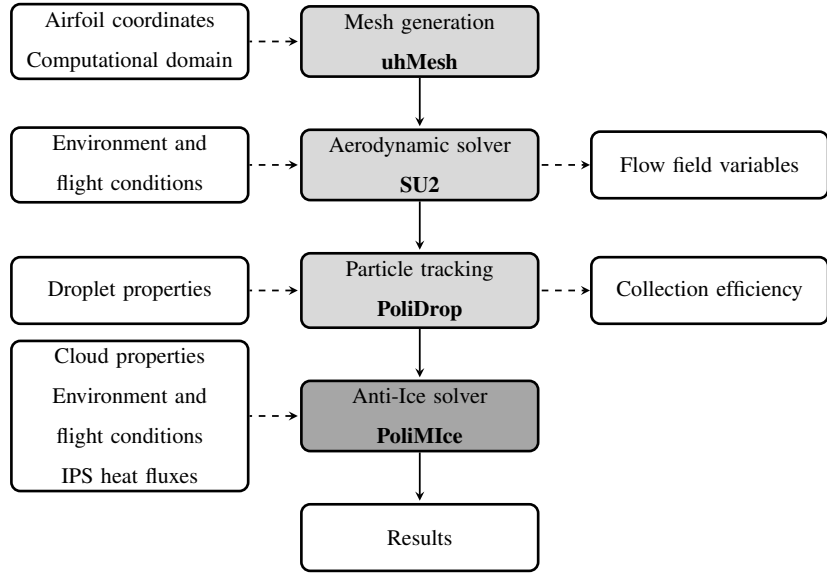 Airfoil coordinates
Computational domain
Mesh generation
uhMesh
Environment and
flight conditions
Aerodynamic solver
SU2
Flow field variables
Droplet properties
Particle tracking
PoliDrop
Collection efficiency
Cloud properties
Environment and
flight conditions
IPS heat fluxes
Anti-Ice solver
PoliMIce
Results